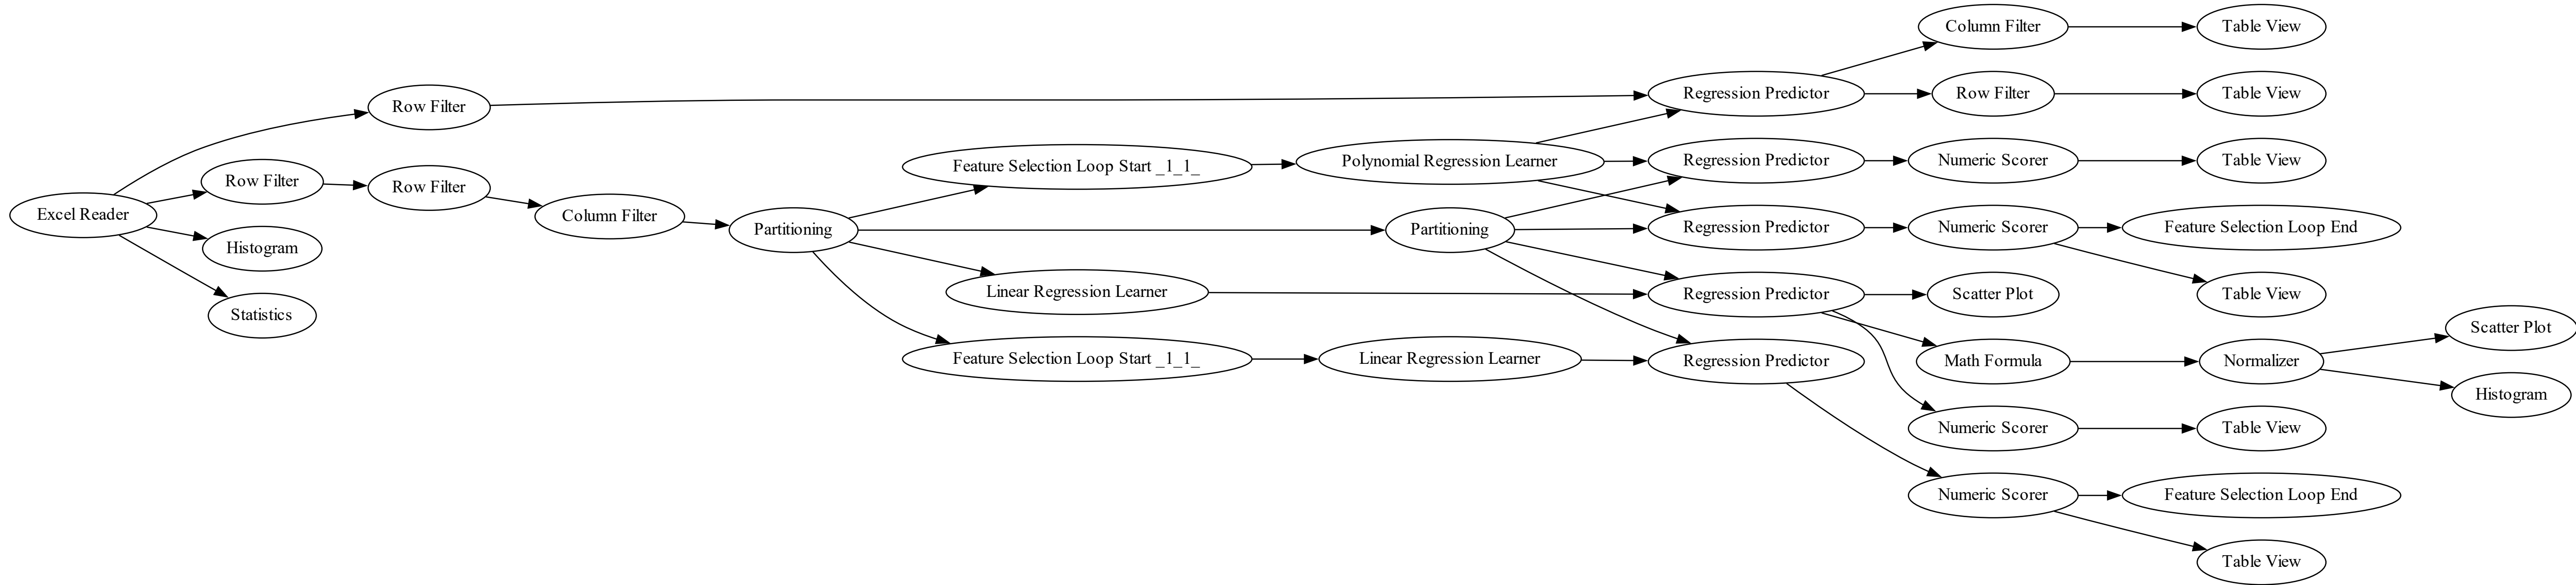 Excel Reader
Row Filter
Row Filter
Histogram
Statistics
Row Filter
Column Filter
Partitioning
Feature Selection Loop Start _1_1_
Linear Regression Learner
Feature Selection Loop Start _1_1_
Polynomial Regression Learner
Partitioning
Linear Regression Learner
Regression Predictor
Regression Predictor
Regression Predictor
Regression Predictor
Regression Predictor
Column Filter
Row Filter
Numeric Scorer
Numeric Scorer
Scatter Plot
Math Formula
Numeric Scorer
Numeric Scorer
Table View
Table View
Table View
Feature Selection Loop End
Table View
Normalizer
Table View
Feature Selection Loop End
Table View
Scatter Plot
Histogram